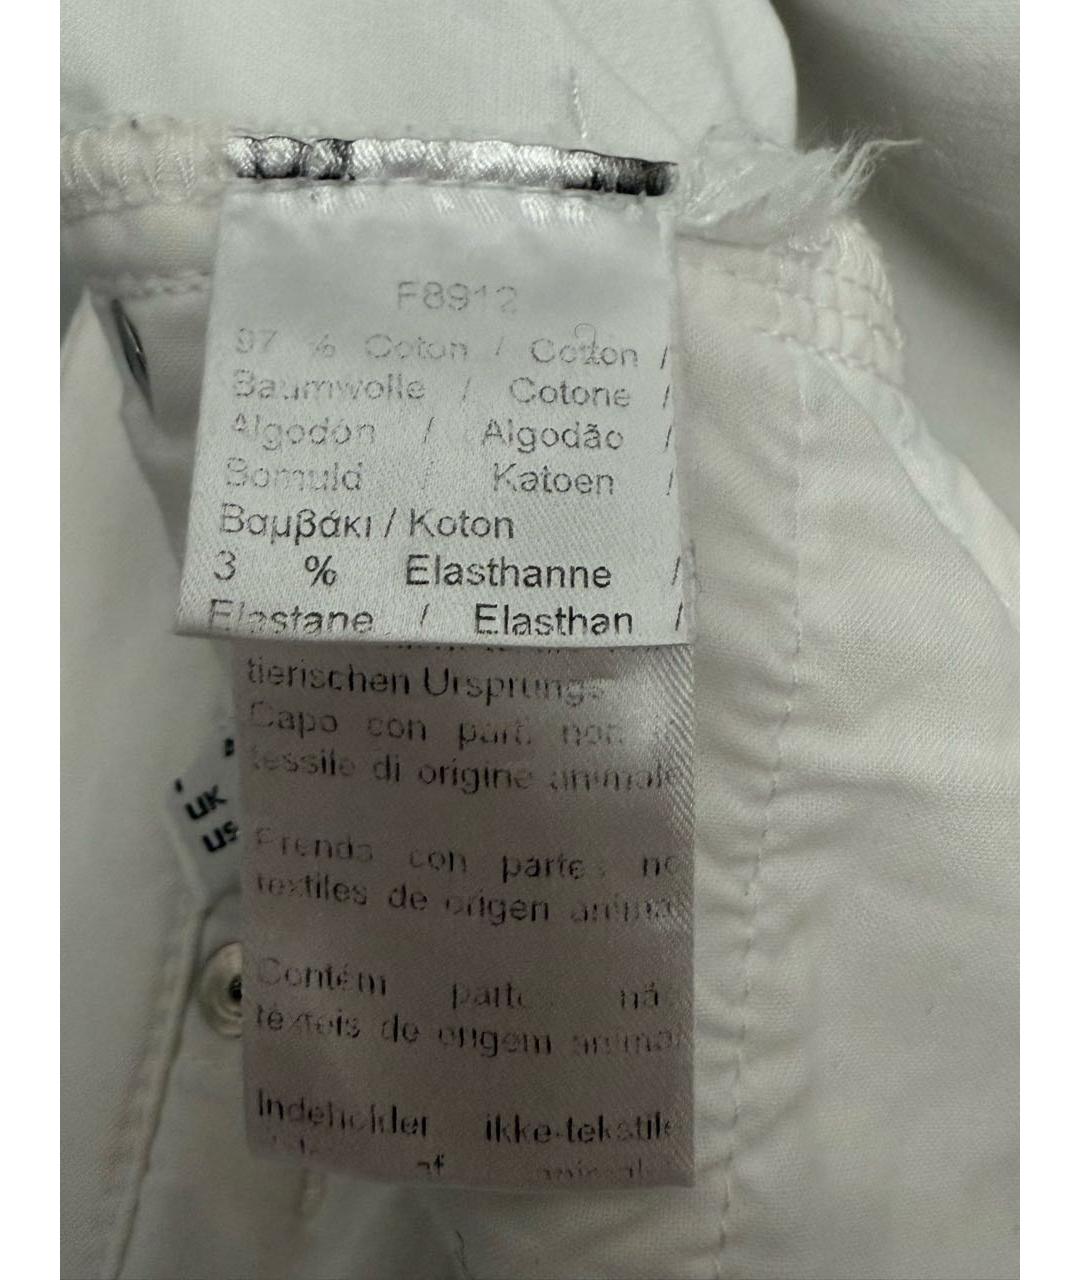 F8912
97 % Coton / Cotton /
Baumwolle / Cotone /
Algodón / Algodão /
Bomuld / Katoen /
Βαμβάκι / Koton
3 % Elasthanne /
Elastane / Elasthan /
tierischen Ursprungs
Capo con parti non
tessile di origine animale
Prenda con partes no
textiles de origen animal
Contém
têxteis de origem animal
Indeholder ikke-tekstile
af
UK
US